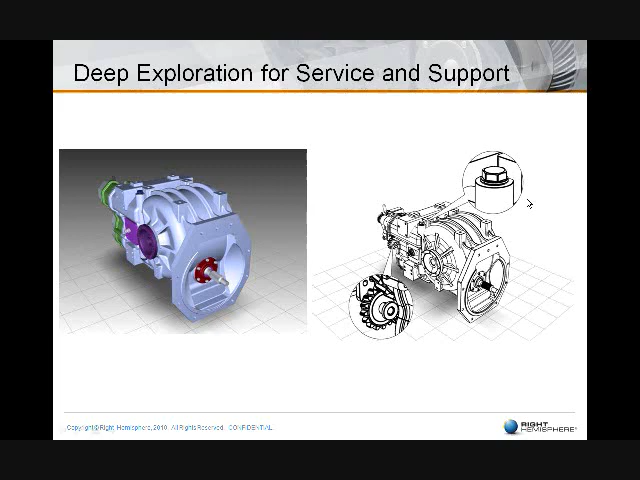 Deep Exploration for Service and Support
Copyright © Right Hemisphere, 2010. All Rights Reserved. CONFIDENTIAL
RIGHT
HEMISPHERE